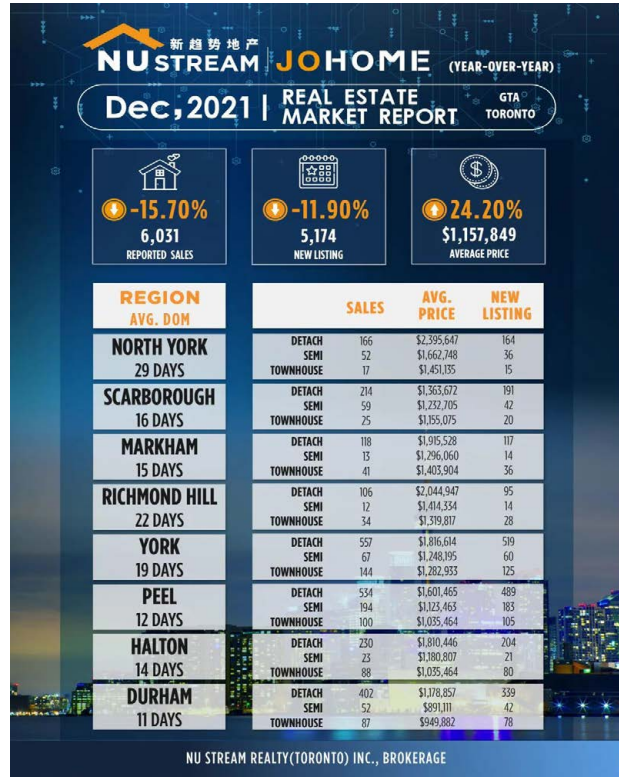 新趋势地产
NU STREAM JOHOME (YEAR-OVER-YEAR)
Dec,2021 | REAL ESTATE MARKET REPORT GTA TORONTO
-15.70% -11.90% 24.20%
6,031 5,174 $1,157,849
REPORTED SALES NEW LISTING AVERAGE PRICE
REGION
AVG. DOM
SALES AVG. PRICE NEW LISTING
NORTH YORK
29 DAYS
DETACH 166 $2,395,647 164
SEMI 52 $1,662,748 36
TOWNHOUSE 17 $1,451,135 15
SCARBOROUGH
16 DAYS
DETACH 214 $1,363,672 191
SEMI 59 $1,232,705 42
TOWNHOUSE 25 $1,155,075 20
MARKHAM
15 DAYS
DETACH 118 $1,915,528 117
SEMI 13 $1,296,060 14
TOWNHOUSE 41 $1,403,904 36
RICHMOND HILL
22 DAYS
DETACH 106 $2,044,947 95
SEMI 12 $1,414,334 14
TOWNHOUSE 34 $1,319,817 28
YORK
19 DAYS
DETACH 557 $1,816,614 519
SEMI 67 $1,248,195 60
TOWNHOUSE 144 $1,282,933 125
PEEL
12 DAYS
DETACH 534 $1,601,465 489
SEMI 194 $1,123,463 183
TOWNHOUSE 100 $1,035,464 105
HALTON
14 DAYS
DETACH 230 $1,810,446 204
SEMI 23 $1,180,807 21
TOWNHOUSE 88 $1,035,464 80
DURHAM
11 DAYS
DETACH 402 $1,178,857 339
SEMI 52 $891,111 42
TOWNHOUSE 87 $949,882 78
NU STREAM REALTY(TORONTO) INC., BROKERAGE